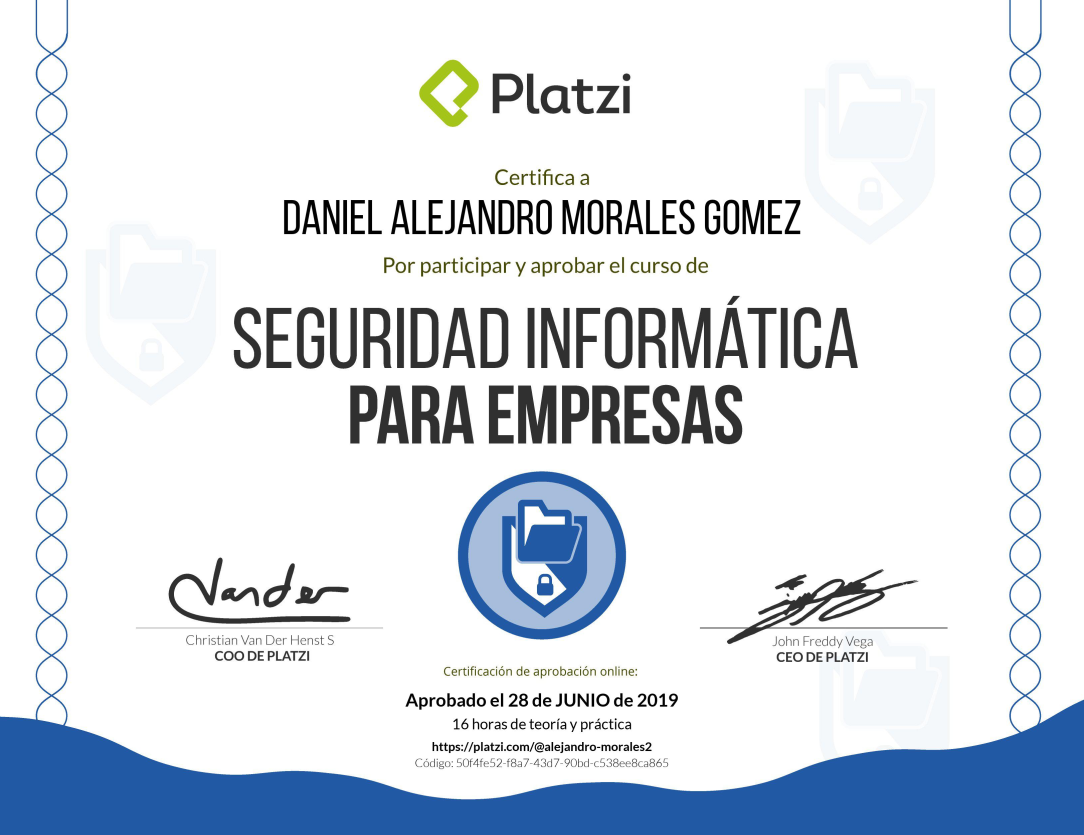 Platzi
Certifica a
DANIEL ALEJANDRO MORALES GOMEZ
Por participar y aprobar el curso de
SEGURIDAD INFORMÁTICA
PARA EMPRESAS
Vander
Christian Van Der Henst S
COO DE PLATZI
John Freddy Vega
CEO DE PLATZI
Certificación de aprobación online:
Aprobado el 28 de JUNIO de 2019
16 horas de teoría y práctica
https://platzi.com/@alejandro-morales2
Código: 50f4fe52-f8a7-43d7-90bd-c538ee8ca865